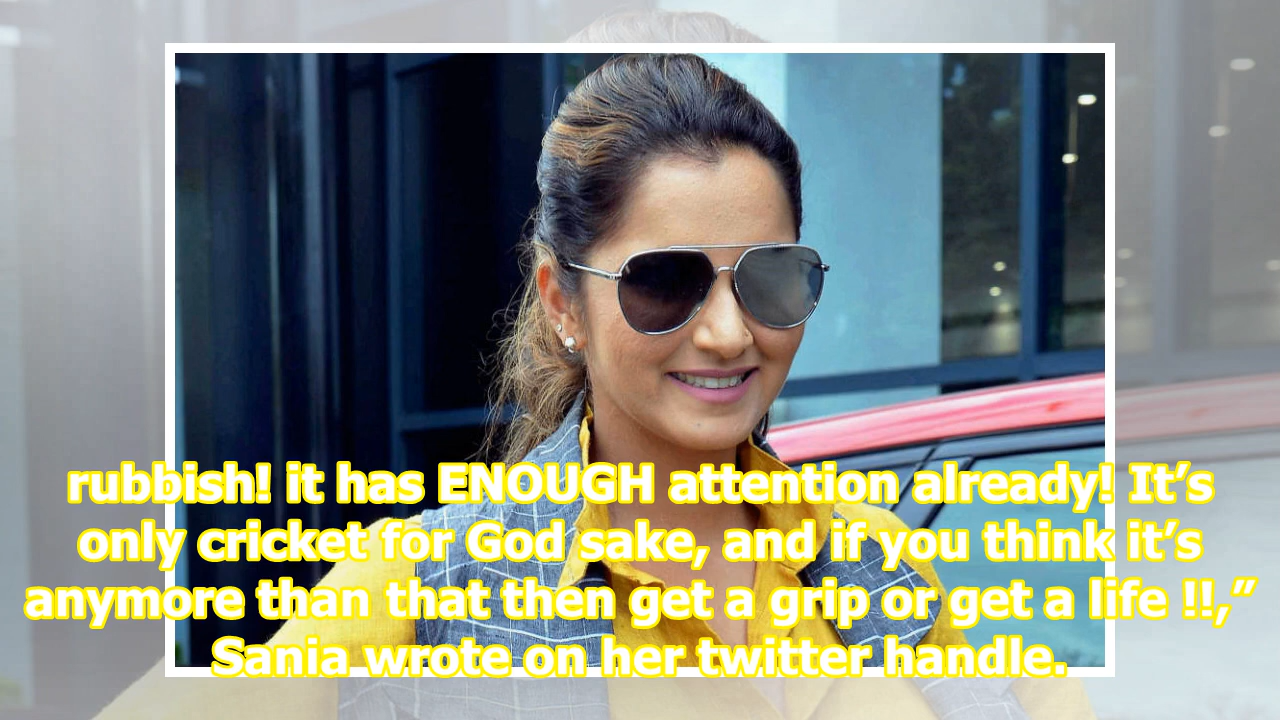 rubbish! it has ENOUGH attention already! It’s
only cricket for God sake, and if you think it’s
anymore than that then get a grip or get a life !!,”
Sania wrote on her twitter handle.